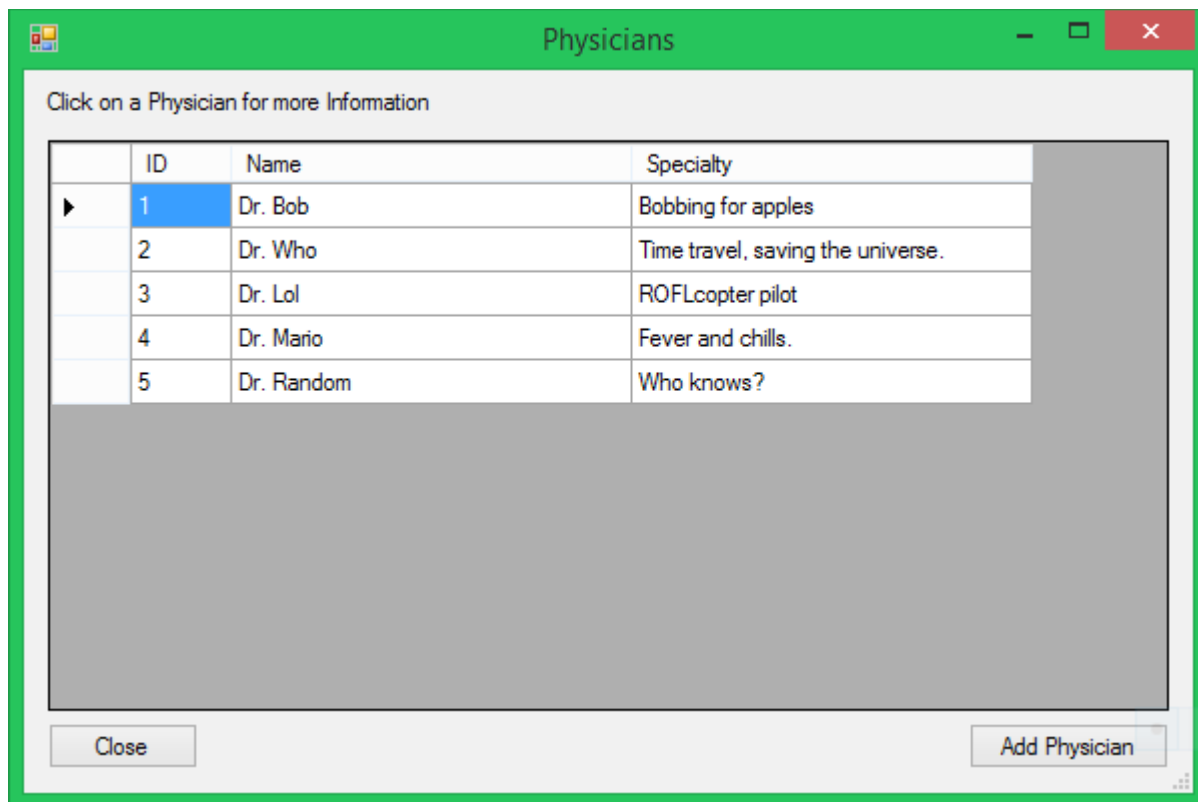 Physicians
Click on a Physician for more Information
ID Name Specialty
1 Dr. Bob Bobbing for apples
2 Dr. Who Time travel, saving the universe.
3 Dr. Lol ROFLcopter pilot
4 Dr. Mario Fever and chills.
5 Dr. Random Who knows?
Close Add Physician